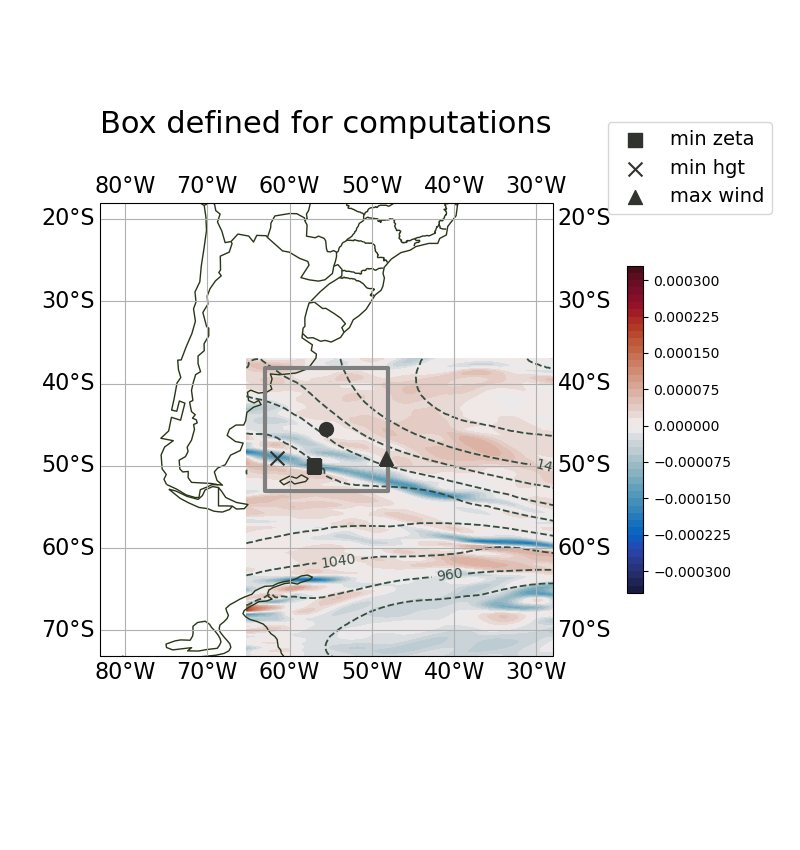 Box defined for computations
min zeta
min hgt
max wind
80°W 70°W 60°W 50°W 40°W 30°W
20°S 20°S
30°S 30°S
40°S 40°S
50°S 50°S
60°S 60°S
70°S 70°S
14
1040
960
80°W 70°W 60°W 50°W 40°W 30°W
0.000300
0.000225
0.000150
0.000075
0.000000
−0.000075
−0.000150
−0.000225
−0.000300